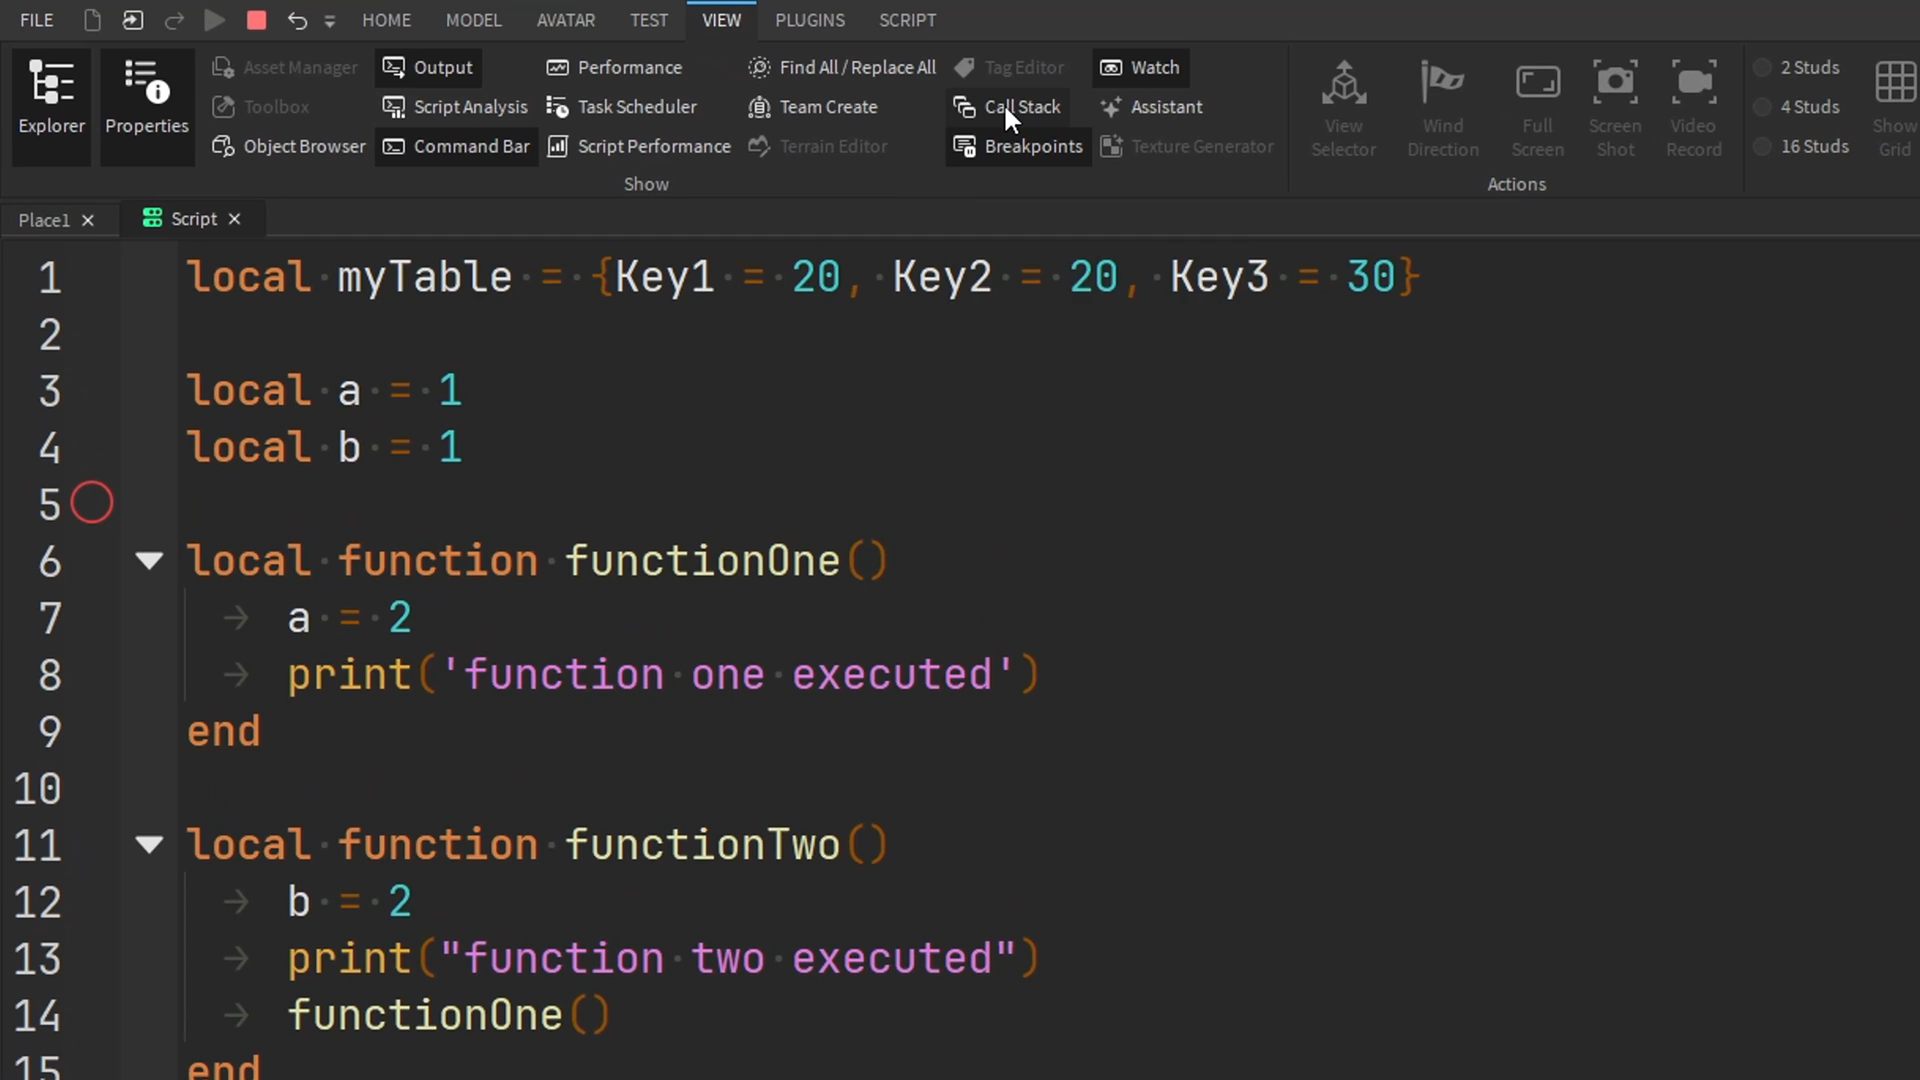 FILE HOME MODEL AVATAR TEST VIEW PLUGINS SCRIPT
Explorer
Properties
Asset Manager
Toolbox
Object Browser
Output
Script Analysis
Command Bar
Performance
Task Scheduler
Script Performance
Find All / Replace All
Team Create
Terrain Editor
Tag Editor
Call Stack
Breakpoints
Watch
Assistant
Texture Generator
Show
View
Selector
Wind
Direction
Full
Screen
Screen
Shot
Video
Record
Actions
2 Studs
4 Studs
16 Studs
Show
Grid
Place1
Script
1 local myTable = {Key1 = 20, Key2 = 20, Key3 = 30}
2
3 local a = 1
4 local b = 1
5
6 local function functionOne()
7 a = 2
8 print('function one executed')
9 end
10
11 local function functionTwo()
12 b = 2
13 print("function two executed")
14 functionOne()
15 end